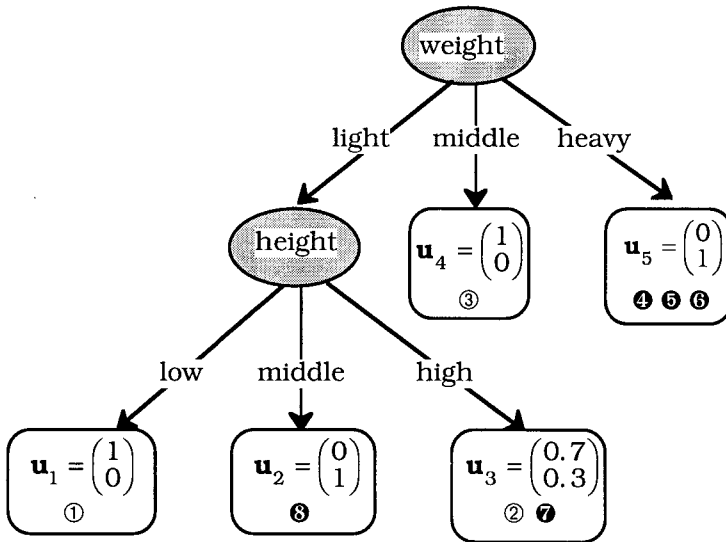 weight
light middle heavy
height
u₄ = (1 0)
③
u₅ = (0 1)
❹ ❺ ❻
low middle high
u₁ = (1 0)
①
u₂ = (0 1)
❽
u₃ = (0.7 0.3)
② ❼